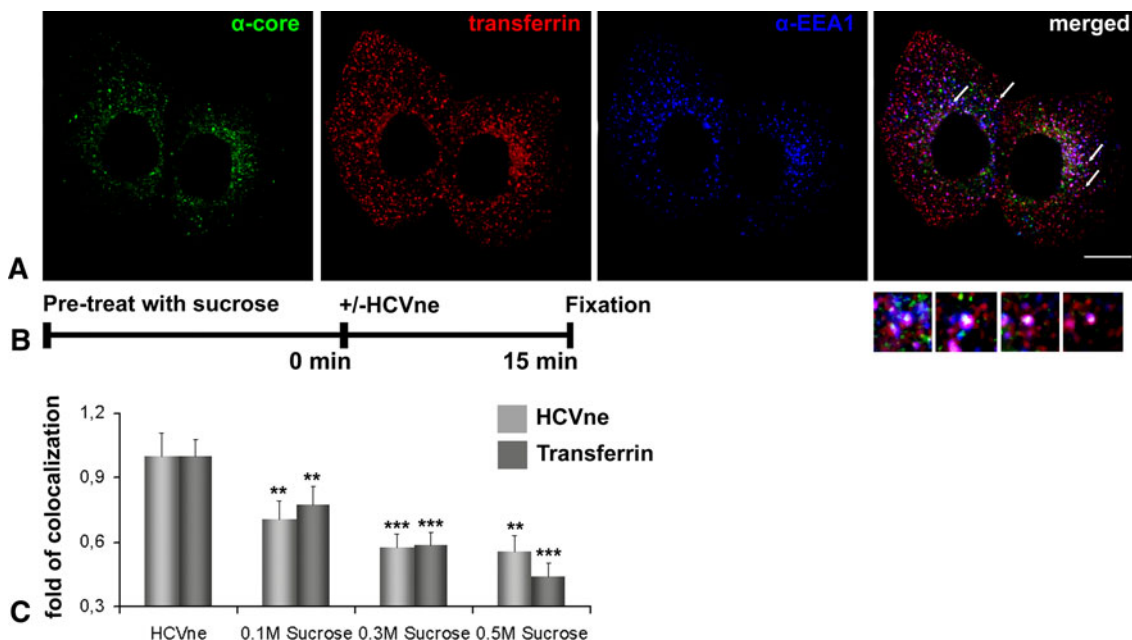 α-core
transferrin
α-EEA1
merged
A
Pre-treat with sucrose
+/-HCVne
Fixation
B
0 min
15 min
fold of colocalization
1,2
0,9
0,6
0,3
HCVne
Transferrin
** **
*** ***
**
***
C
HCVne
0.1M Sucrose
0.3M Sucrose
0.5M Sucrose